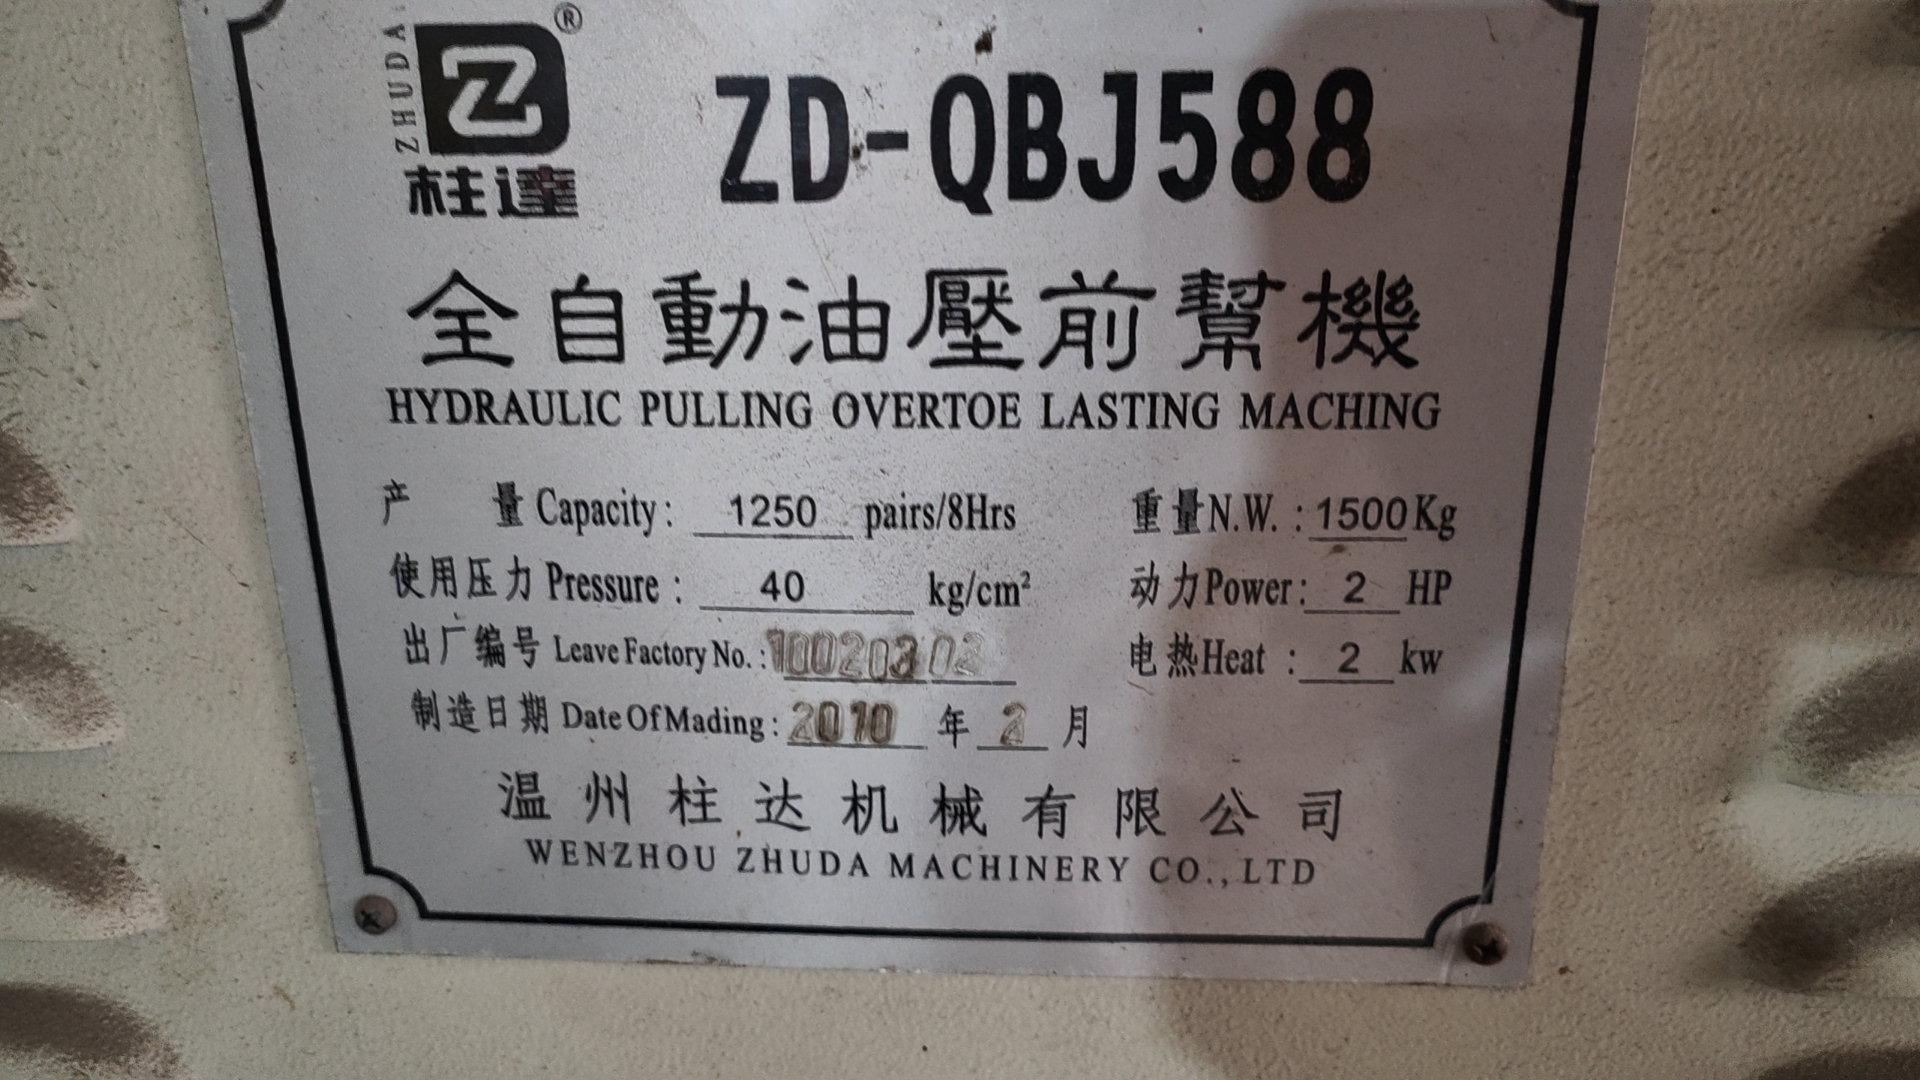 ZHUDA
Z®
柱達
ZD-QBJ588
全自動油壓前幫機
HYDRAULIC PULLING OVERTOE LASTING MACHING
产 量 Capacity: 1250 pairs/8Hrs 重量N.W.: 1500Kg
使用压力 Pressure: 40 kg/cm² 动力Power: 2 HP
出厂编号 Leave Factory No.: 10020302 电热Heat: 2 kw
制造日期 Date Of Mading: 2010 年 2 月
温州柱达机械有限公司
WENZHOU ZHUDA MACHINERY CO., LTD